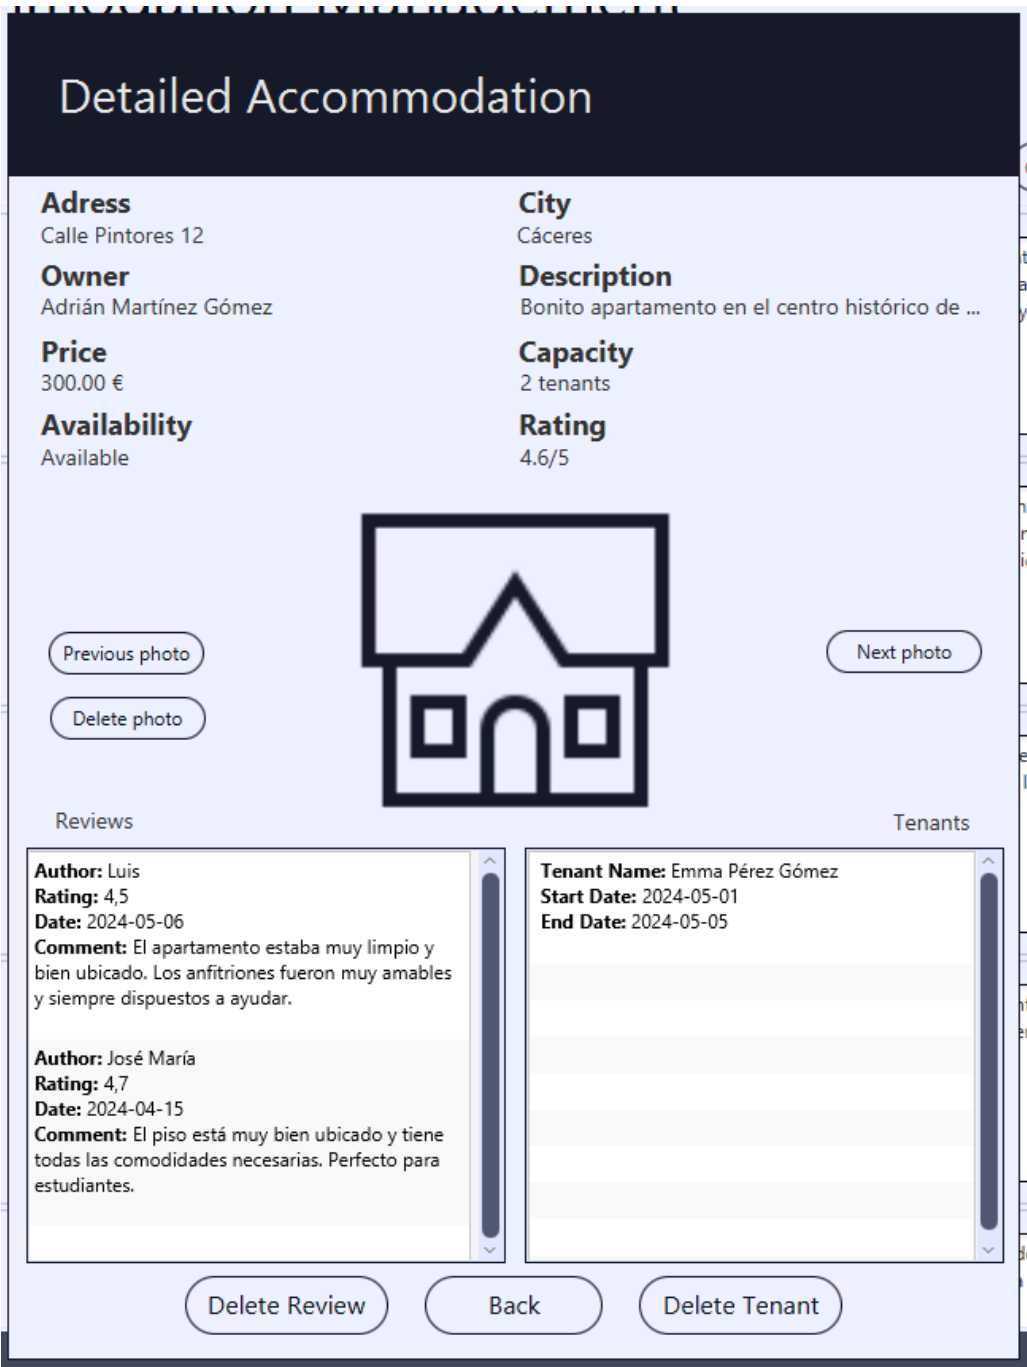 Detailed Accommodation
Adress
City
Calle Pintores 12
Cáceres
Owner
Description
Adrián Martínez Gómez
Bonito apartamento en el centro histórico de ...
Price
Capacity
300.00 €
2 tenants
Availability
Rating
Available
4.6/5
Previous photo
Next photo
Delete photo
Reviews
Tenants
Author: Luis
Rating: 4,5
Date: 2024-05-06
Comment: El apartamento estaba muy limpio y
bien ubicado. Los anfitriones fueron muy amables
y siempre dispuestos a ayudar.
Author: José María
Rating: 4,7
Date: 2024-04-15
Comment: El piso está muy bien ubicado y tiene
todas las comodidades necesarias. Perfecto para
estudiantes.
Tenant Name: Emma Pérez Gómez
Start Date: 2024-05-01
End Date: 2024-05-05
Delete Review
Back
Delete Tenant